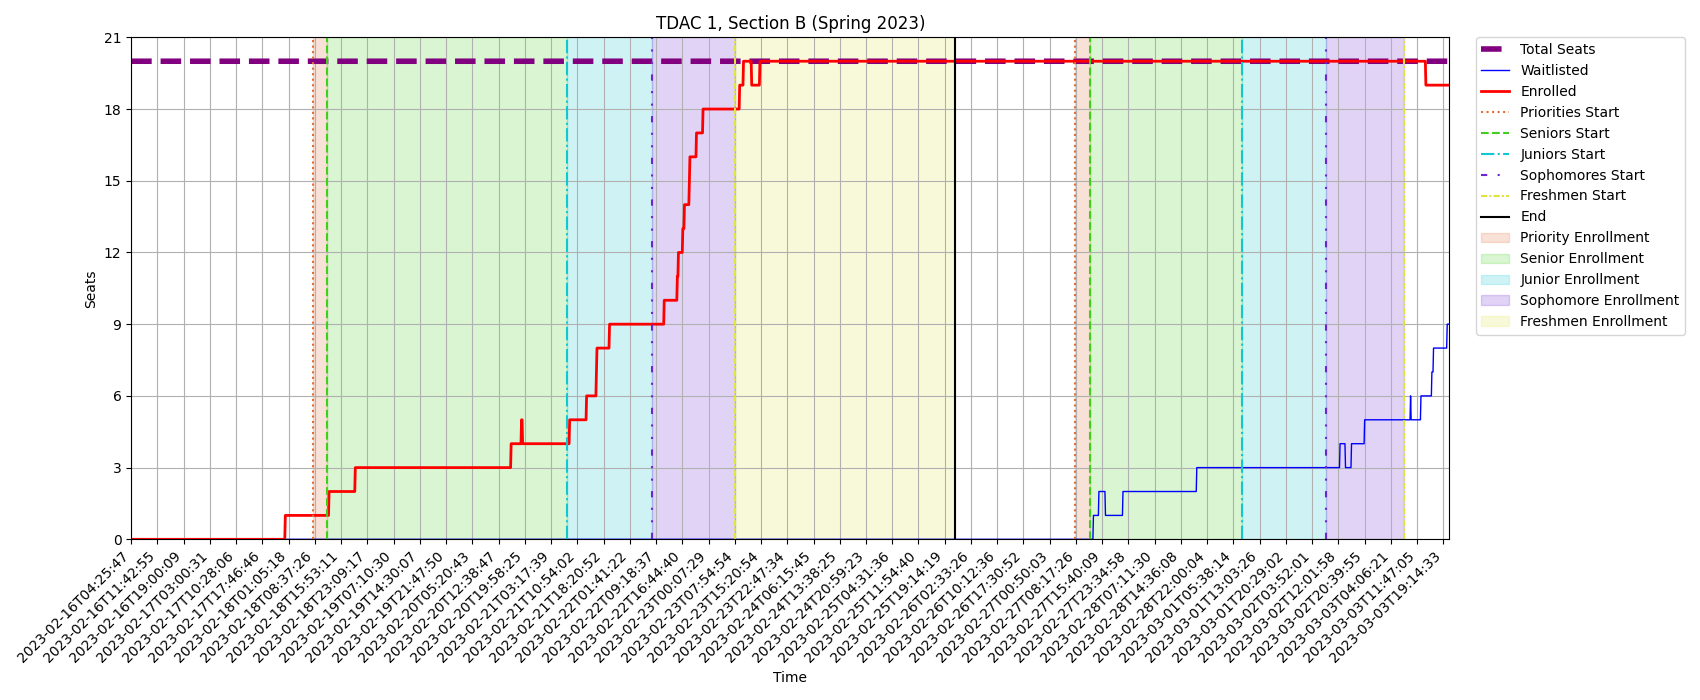 TDAC 1, Section B (Spring 2023)
Seats
21
18
15
12
9
6
3
0
2023-02-16T04:25:47
2023-02-16T11:42:55
2023-02-16T19:00:09
2023-02-17T03:00:31
2023-02-17T10:28:06
2023-02-17T17:46:46
2023-02-18T01:05:18
2023-02-18T08:37:26
2023-02-18T15:53:11
2023-02-18T23:09:17
2023-02-19T07:10:30
2023-02-19T14:30:07
2023-02-19T21:47:50
2023-02-20T05:20:43
2023-02-20T12:38:47
2023-02-20T19:58:25
2023-02-21T03:17:39
2023-02-21T10:54:02
2023-02-21T18:20:52
2023-02-22T01:41:22
2023-02-22T09:18:37
2023-02-22T16:44:40
2023-02-23T00:07:29
2023-02-23T07:54:54
2023-02-23T15:20:54
2023-02-23T22:47:34
2023-02-24T06:15:45
2023-02-24T13:38:25
2023-02-24T20:59:23
2023-02-25T04:31:36
2023-02-25T11:54:40
2023-02-25T19:14:19
2023-02-26T02:33:26
2023-02-26T10:12:36
2023-02-26T17:30:52
2023-02-27T00:50:03
2023-02-27T08:17:26
2023-02-27T15:40:09
2023-02-27T23:34:58
2023-02-28T07:11:30
2023-02-28T14:36:08
2023-02-28T22:00:04
2023-03-01T05:38:14
2023-03-01T13:03:26
2023-03-01T20:29:02
2023-03-02T03:52:01
2023-03-02T12:01:58
2023-03-02T20:39:55
2023-03-03T04:06:21
2023-03-03T11:47:05
2023-03-03T19:14:33
Time
Total Seats
Waitlisted
Enrolled
Priorities Start
Seniors Start
Juniors Start
Sophomores Start
Freshmen Start
End
Priority Enrollment
Senior Enrollment
Junior Enrollment
Sophomore Enrollment
Freshmen Enrollment